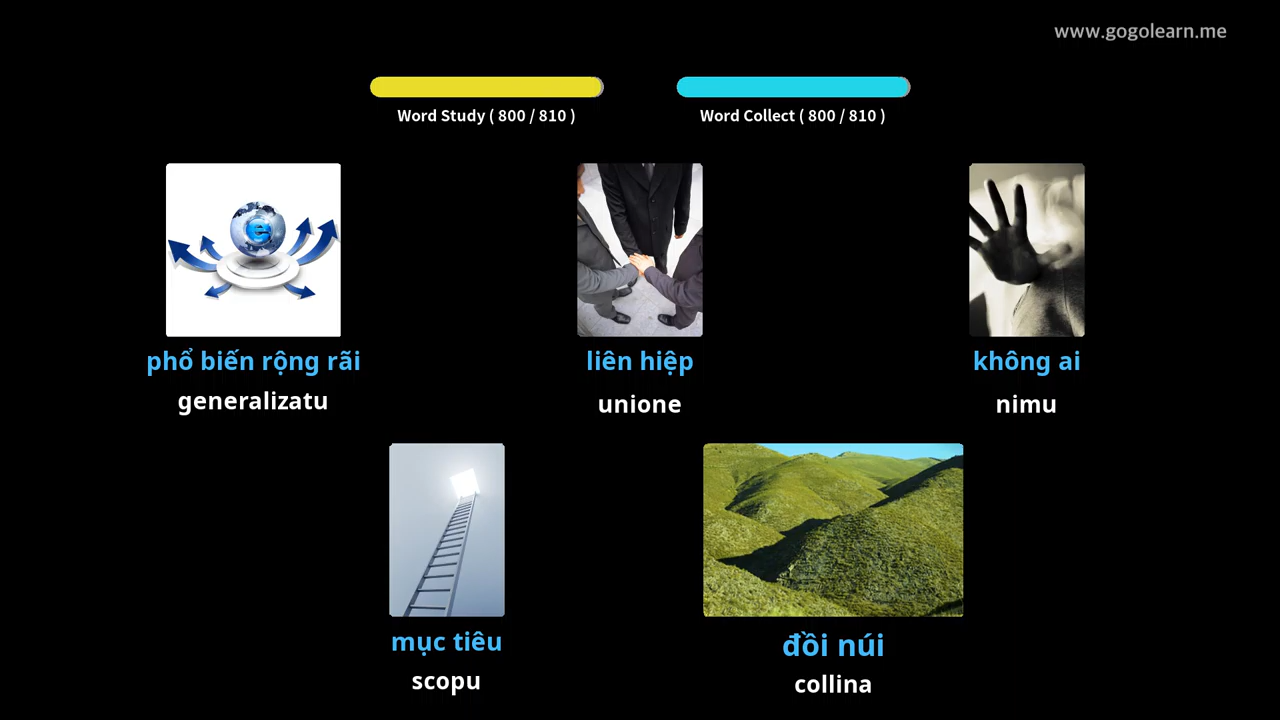 www.gogolearn.me
Word Study ( 800 / 810 )
Word Collect ( 800 / 810 )
e
phổ biến rộng rãi
liên hiệp
không ai
generalizatu
unione
nimu
mục tiêu
đồi núi
scopu
collina